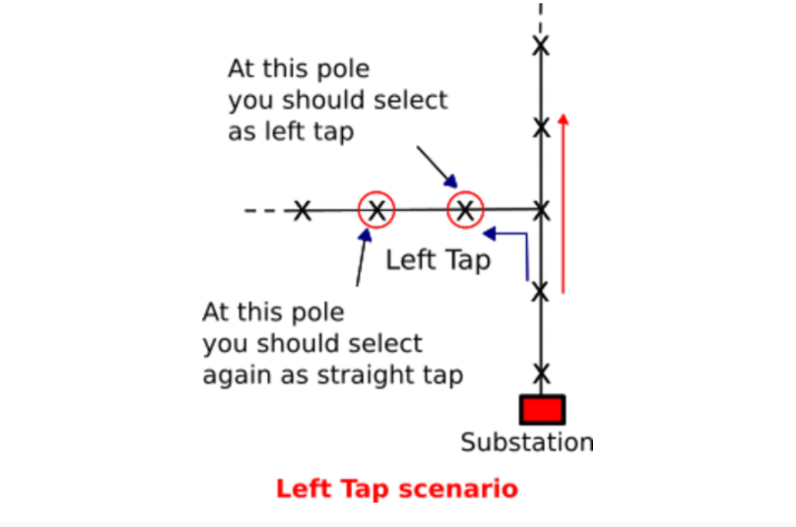 At this pole
you should select
as left tap
Left Tap
At this pole
you should select
again as straight tap
Substation
Left Tap scenario